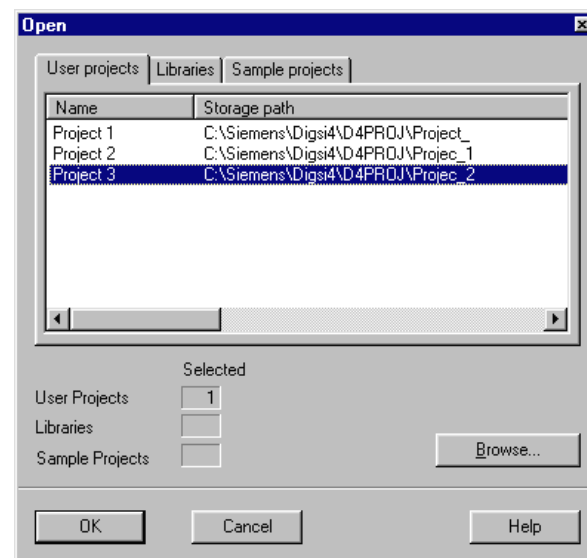 Open
User projects Libraries Sample projects
Name Storage path
Project 1 C:\Siemens\Digsi4\D4PROJ\Project_
Project 2 C:\Siemens\Digsi4\D4PROJ\Projec_1
Project 3 C:\Siemens\Digsi4\D4PROJ\Projec_2
Selected
User Projects 1
Libraries
Sample Projects
Browse...
OK Cancel Help